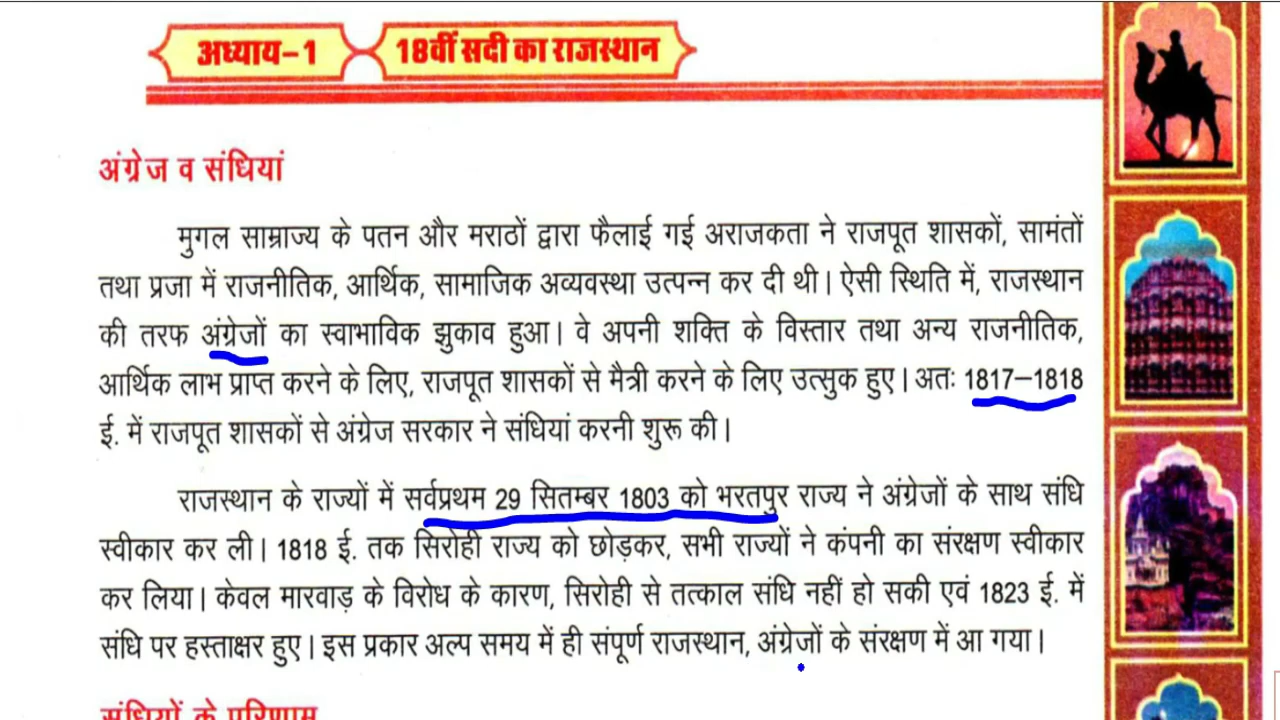 अध्याय–1 18वीं सदी का राजस्थान
अंग्रेज व संधियां
मुगल साम्राज्य के पतन और मराठों द्वारा फैलाई गई अराजकता ने राजपूत शासकों, सामंतों
तथा प्रजा में राजनीतिक, आर्थिक, सामाजिक अव्यवस्था उत्पन्न कर दी थी। ऐसी स्थिति में, राजस्थान
की तरफ अंग्रेजों का स्वाभाविक झुकाव हुआ। वे अपनी शक्ति के विस्तार तथा अन्य राजनीतिक,
आर्थिक लाभ प्राप्त करने के लिए, राजपूत शासकों से मैत्री करने के लिए उत्सुक हुए। अतः 1817–1818
ई. में राजपूत शासकों से अंग्रेज सरकार ने संधियां करनी शुरू की।
राजस्थान के राज्यों में सर्वप्रथम 29 सितम्बर 1803 को भरतपुर राज्य ने अंग्रेजों के साथ संधि
स्वीकार कर ली। 1818 ई. तक सिरोही राज्य को छोड़कर, सभी राज्यों ने कंपनी का संरक्षण स्वीकार
कर लिया। केवल मारवाड़ के विरोध के कारण, सिरोही से तत्काल संधि नहीं हो सकी एवं 1823 ई. में
संधि पर हस्ताक्षर हुए। इस प्रकार अल्प समय में ही संपूर्ण राजस्थान, अंग्रेजों के संरक्षण में आ गया।
संधियों के परिणाम